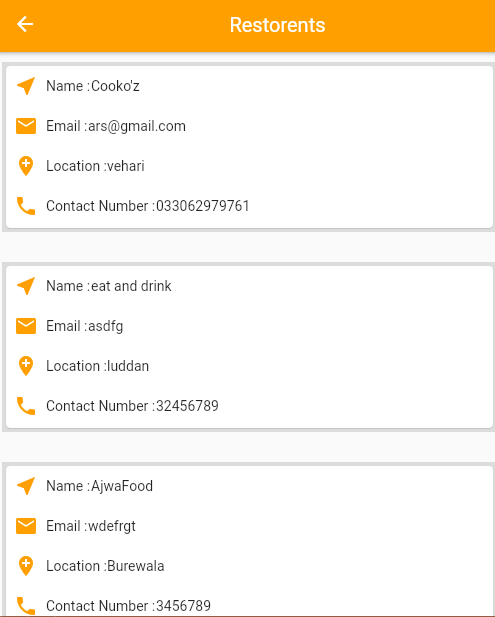 Restorents
Name :Cooko'z
Email :ars@gmail.com
Location :vehari
Contact Number :033062979761
Name :eat and drink
Email :asdfg
Location :luddan
Contact Number :32456789
Name :AjwaFood
Email :wdefrgt
Location :Burewala
Contact Number :3456789